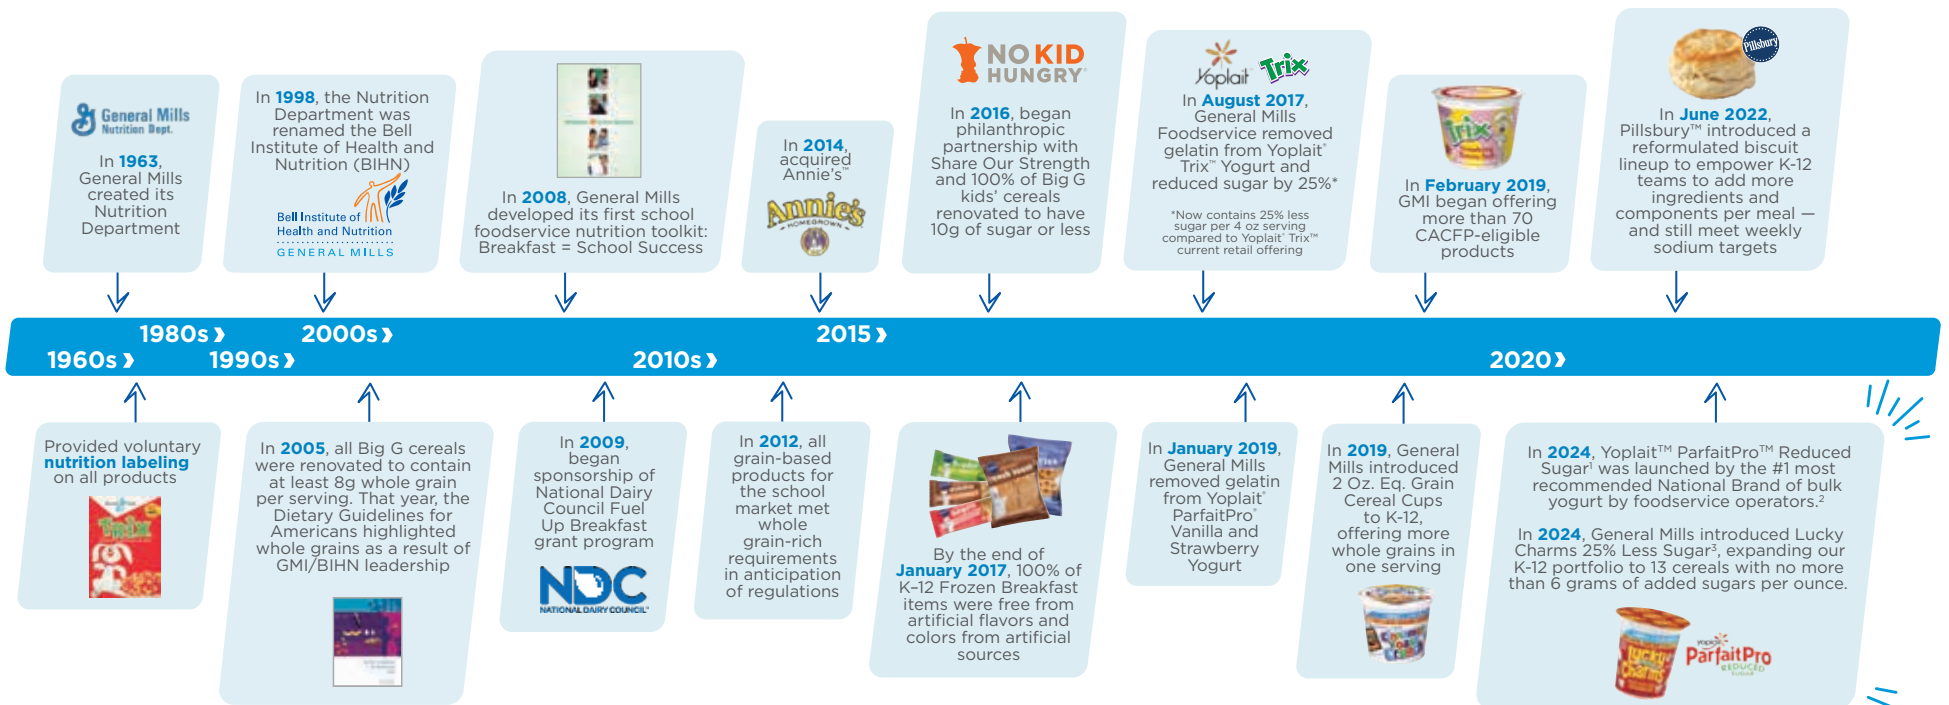 General Mills
Nutrition Dept.
In 1963,
General Mills
created its
Nutrition
Department
In 1998, the Nutrition
Department was
renamed the Bell
Institute of Health and
Nutrition (BIHN)
Bell Institute of
Health and Nutrition
GENERAL MILLS
In 2008, General Mills
developed its first school
foodservice nutrition toolkit:
Breakfast = School Success
In 2014,
acquired
Annie's™
Annie's
HOMEGROWN
NO KID
HUNGRY®
In 2016, began
philanthropic
partnership with
Share Our Strength
and 100% of Big G
kids' cereals
renovated to have
10g of sugar or less
Yoplait
Trix
In August 2017,
General Mills
Foodservice removed
gelatin from Yoplait®
Trix™ Yogurt and
reduced sugar by 25%*
*Now contains 25% less
sugar per 4 oz serving
compared to Yoplait® Trix™
current retail offering
Trix
In February 2019,
GMI began offering
more than 70
CACFP-eligible
products
Pillsbury
In June 2022,
Pillsbury™ introduced a
reformulated biscuit
lineup to empower K-12
teams to add more
ingredients and
components per meal —
and still meet weekly
sodium targets
1960s ›
1980s ›
1990s ›
2000s ›
2010s ›
2015 ›
2020 ›
Provided voluntary
nutrition labeling
on all products
Trix
In 2005, all Big G cereals
were renovated to contain
at least 8g whole grain
per serving. That year, the
Dietary Guidelines for
Americans highlighted
whole grains as a result of
GMI/BIHN leadership
In 2009,
began
sponsorship of
National Dairy
Council Fuel
Up Breakfast
grant program
NDC
NATIONAL DAIRY COUNCIL®
In 2012, all
grain-based
products for
the school
market met
whole
grain-rich
requirements
in anticipation
of regulations
By the end of
January 2017, 100% of
K–12 Frozen Breakfast
items were free from
artificial flavors and
colors from artificial
sources
In January 2019,
General Mills
removed gelatin
from Yoplait®
ParfaitPro®
Vanilla and
Strawberry
Yogurt
In 2019, General
Mills introduced
2 Oz. Eq. Grain
Cereal Cups
to K-12,
offering more
whole grains in
one serving
Cinnamon
Toast
Crunch
In 2024, Yoplait™ ParfaitPro™ Reduced
Sugar¹ was launched by the #1 most
recommended National Brand of bulk
yogurt by foodservice operators.²
In 2024, General Mills introduced Lucky
Charms 25% Less Sugar³, expanding our
K-12 portfolio to 13 cereals with no more
than 6 grams of added sugars per ounce.
Lucky
Charms
yoplait
ParfaitPro
REDUCED
SUGAR